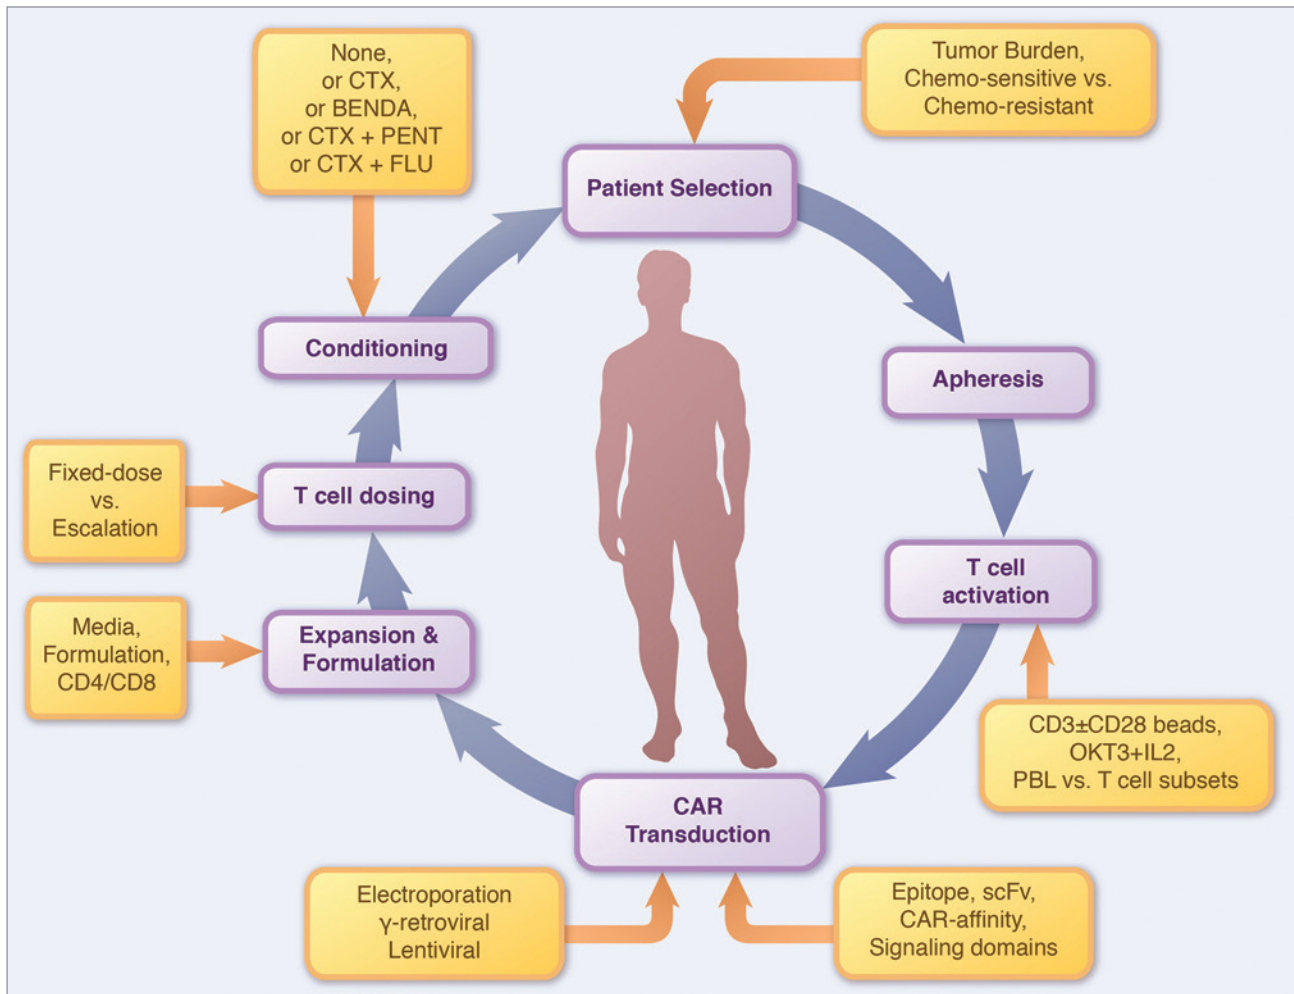 None,
or CTX,
or BENDA,
or CTX + PENT
or CTX + FLU
Tumor Burden,
Chemo-sensitive vs.
Chemo-resistant
Patient Selection
Conditioning
Apheresis
Fixed-dose
vs.
Escalation
T cell dosing
T cell
activation
Media,
Formulation,
CD4/CD8
Expansion &
Formulation
CD3±CD28 beads,
OKT3+IL2,
PBL vs. T cell subsets
CAR
Transduction
Electroporation
γ-retroviral
Lentiviral
Epitope, scFv,
CAR-affinity,
Signaling domains